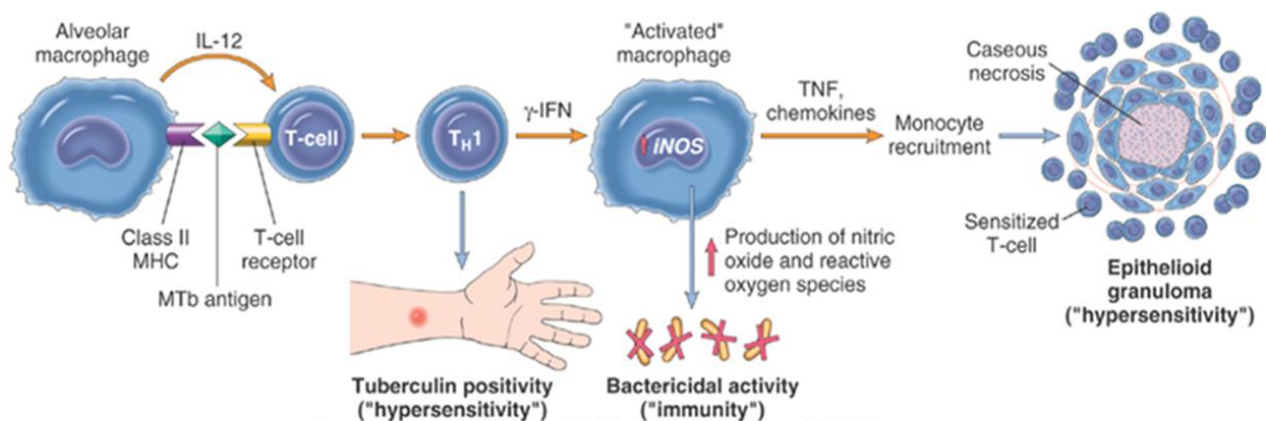 Alveolar
macrophage
IL-12
T-cell
Class II
MHC
T-cell
receptor
MTb antigen
TH1
γ-IFN
"Activated"
macrophage
iNOS
TNF,
chemokines
Monocyte
recruitment
Caseous
necrosis
Sensitized
T-cell
Epithelioid
granuloma
("hypersensitivity")
Production of nitric
oxide and reactive
oxygen species
Tuberculin positivity
("hypersensitivity")
Bactericidal activity
("immunity")